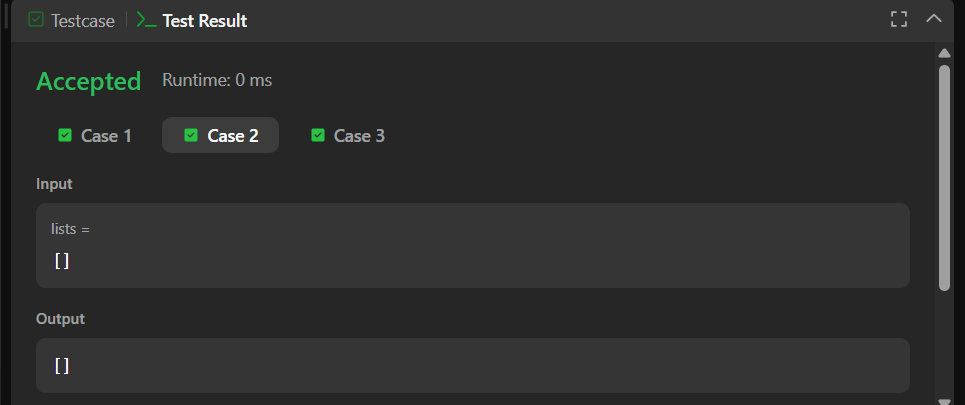 Testcase >_ Test Result
Accepted Runtime: 0 ms
Case 1 Case 2 Case 3
Input
lists =
[]
Output
[]